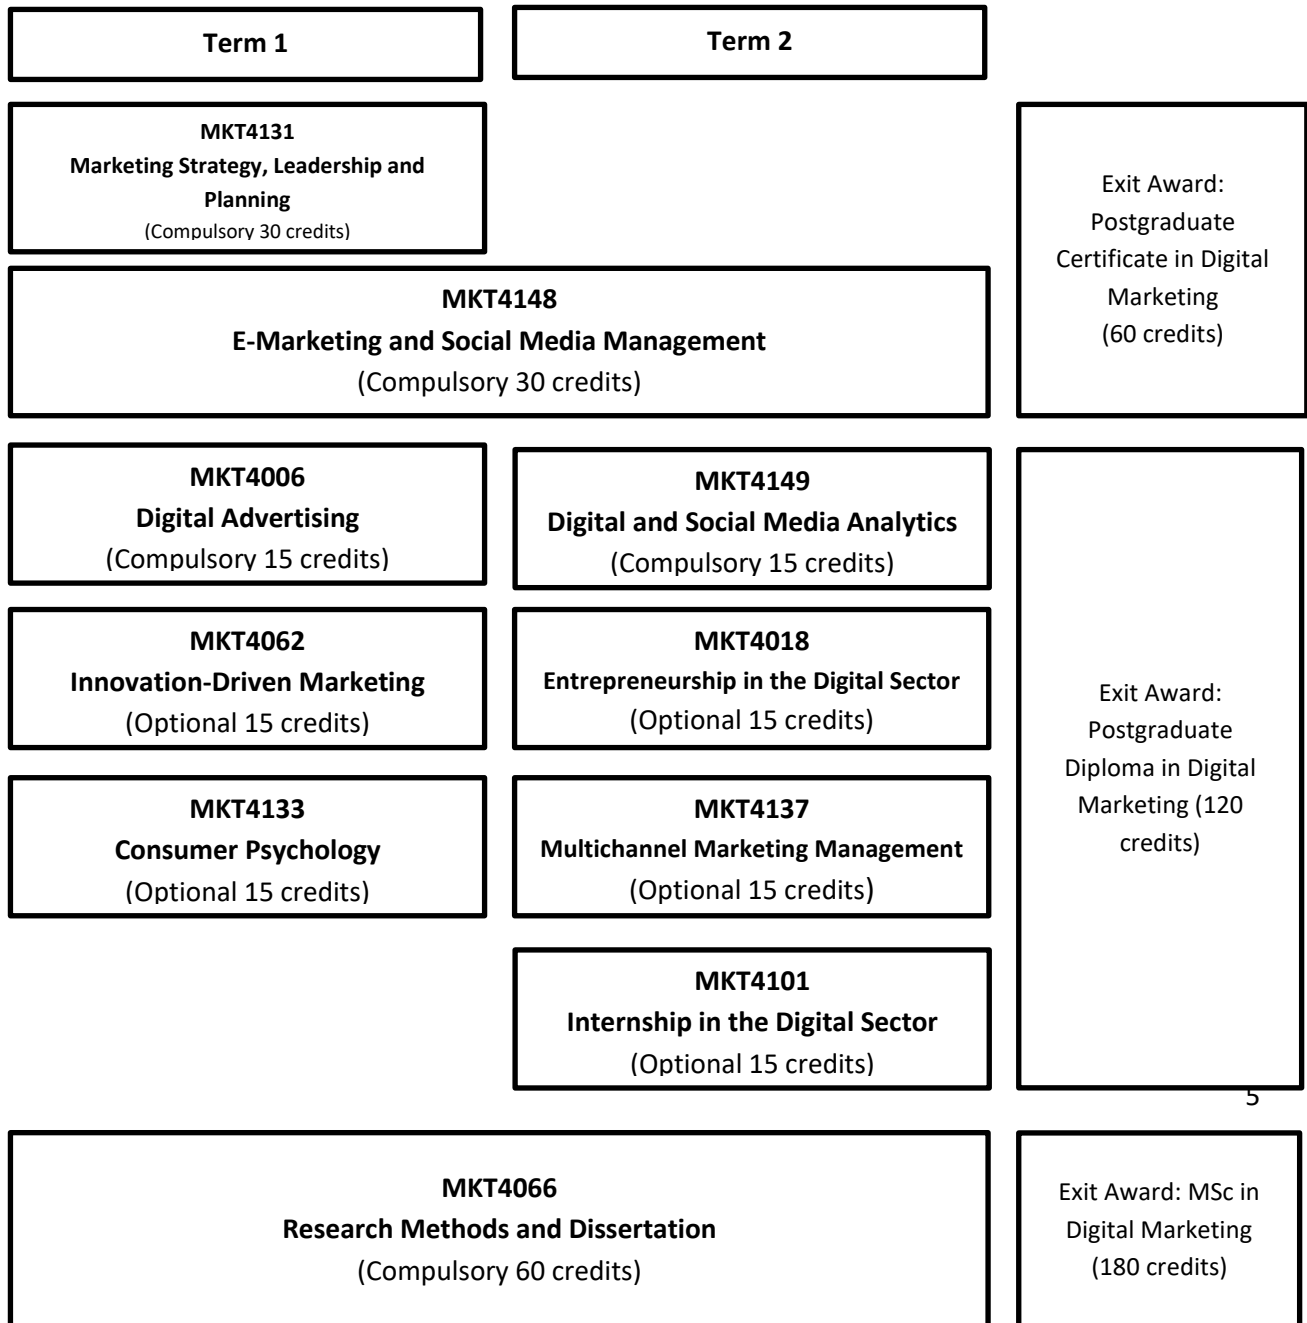 Term 1
Term 2
MKT4131
Marketing Strategy, Leadership and
Planning
(Compulsory 30 credits)
MKT4148
E-Marketing and Social Media Management
(Compulsory 30 credits)
Exit Award:
Postgraduate
Certificate in Digital
Marketing
(60 credits)
MKT4006
Digital Advertising
(Compulsory 15 credits)
MKT4149
Digital and Social Media Analytics
(Compulsory 15 credits)
MKT4062
Innovation-Driven Marketing
(Optional 15 credits)
MKT4018
Entrepreneurship in the Digital Sector
(Optional 15 credits)
MKT4133
Consumer Psychology
(Optional 15 credits)
MKT4137
Multichannel Marketing Management
(Optional 15 credits)
MKT4101
Internship in the Digital Sector
(Optional 15 credits)
Exit Award:
Postgraduate
Diploma in Digital
Marketing (120
credits)
5
MKT4066
Research Methods and Dissertation
(Compulsory 60 credits)
Exit Award: MSc in
Digital Marketing
(180 credits)